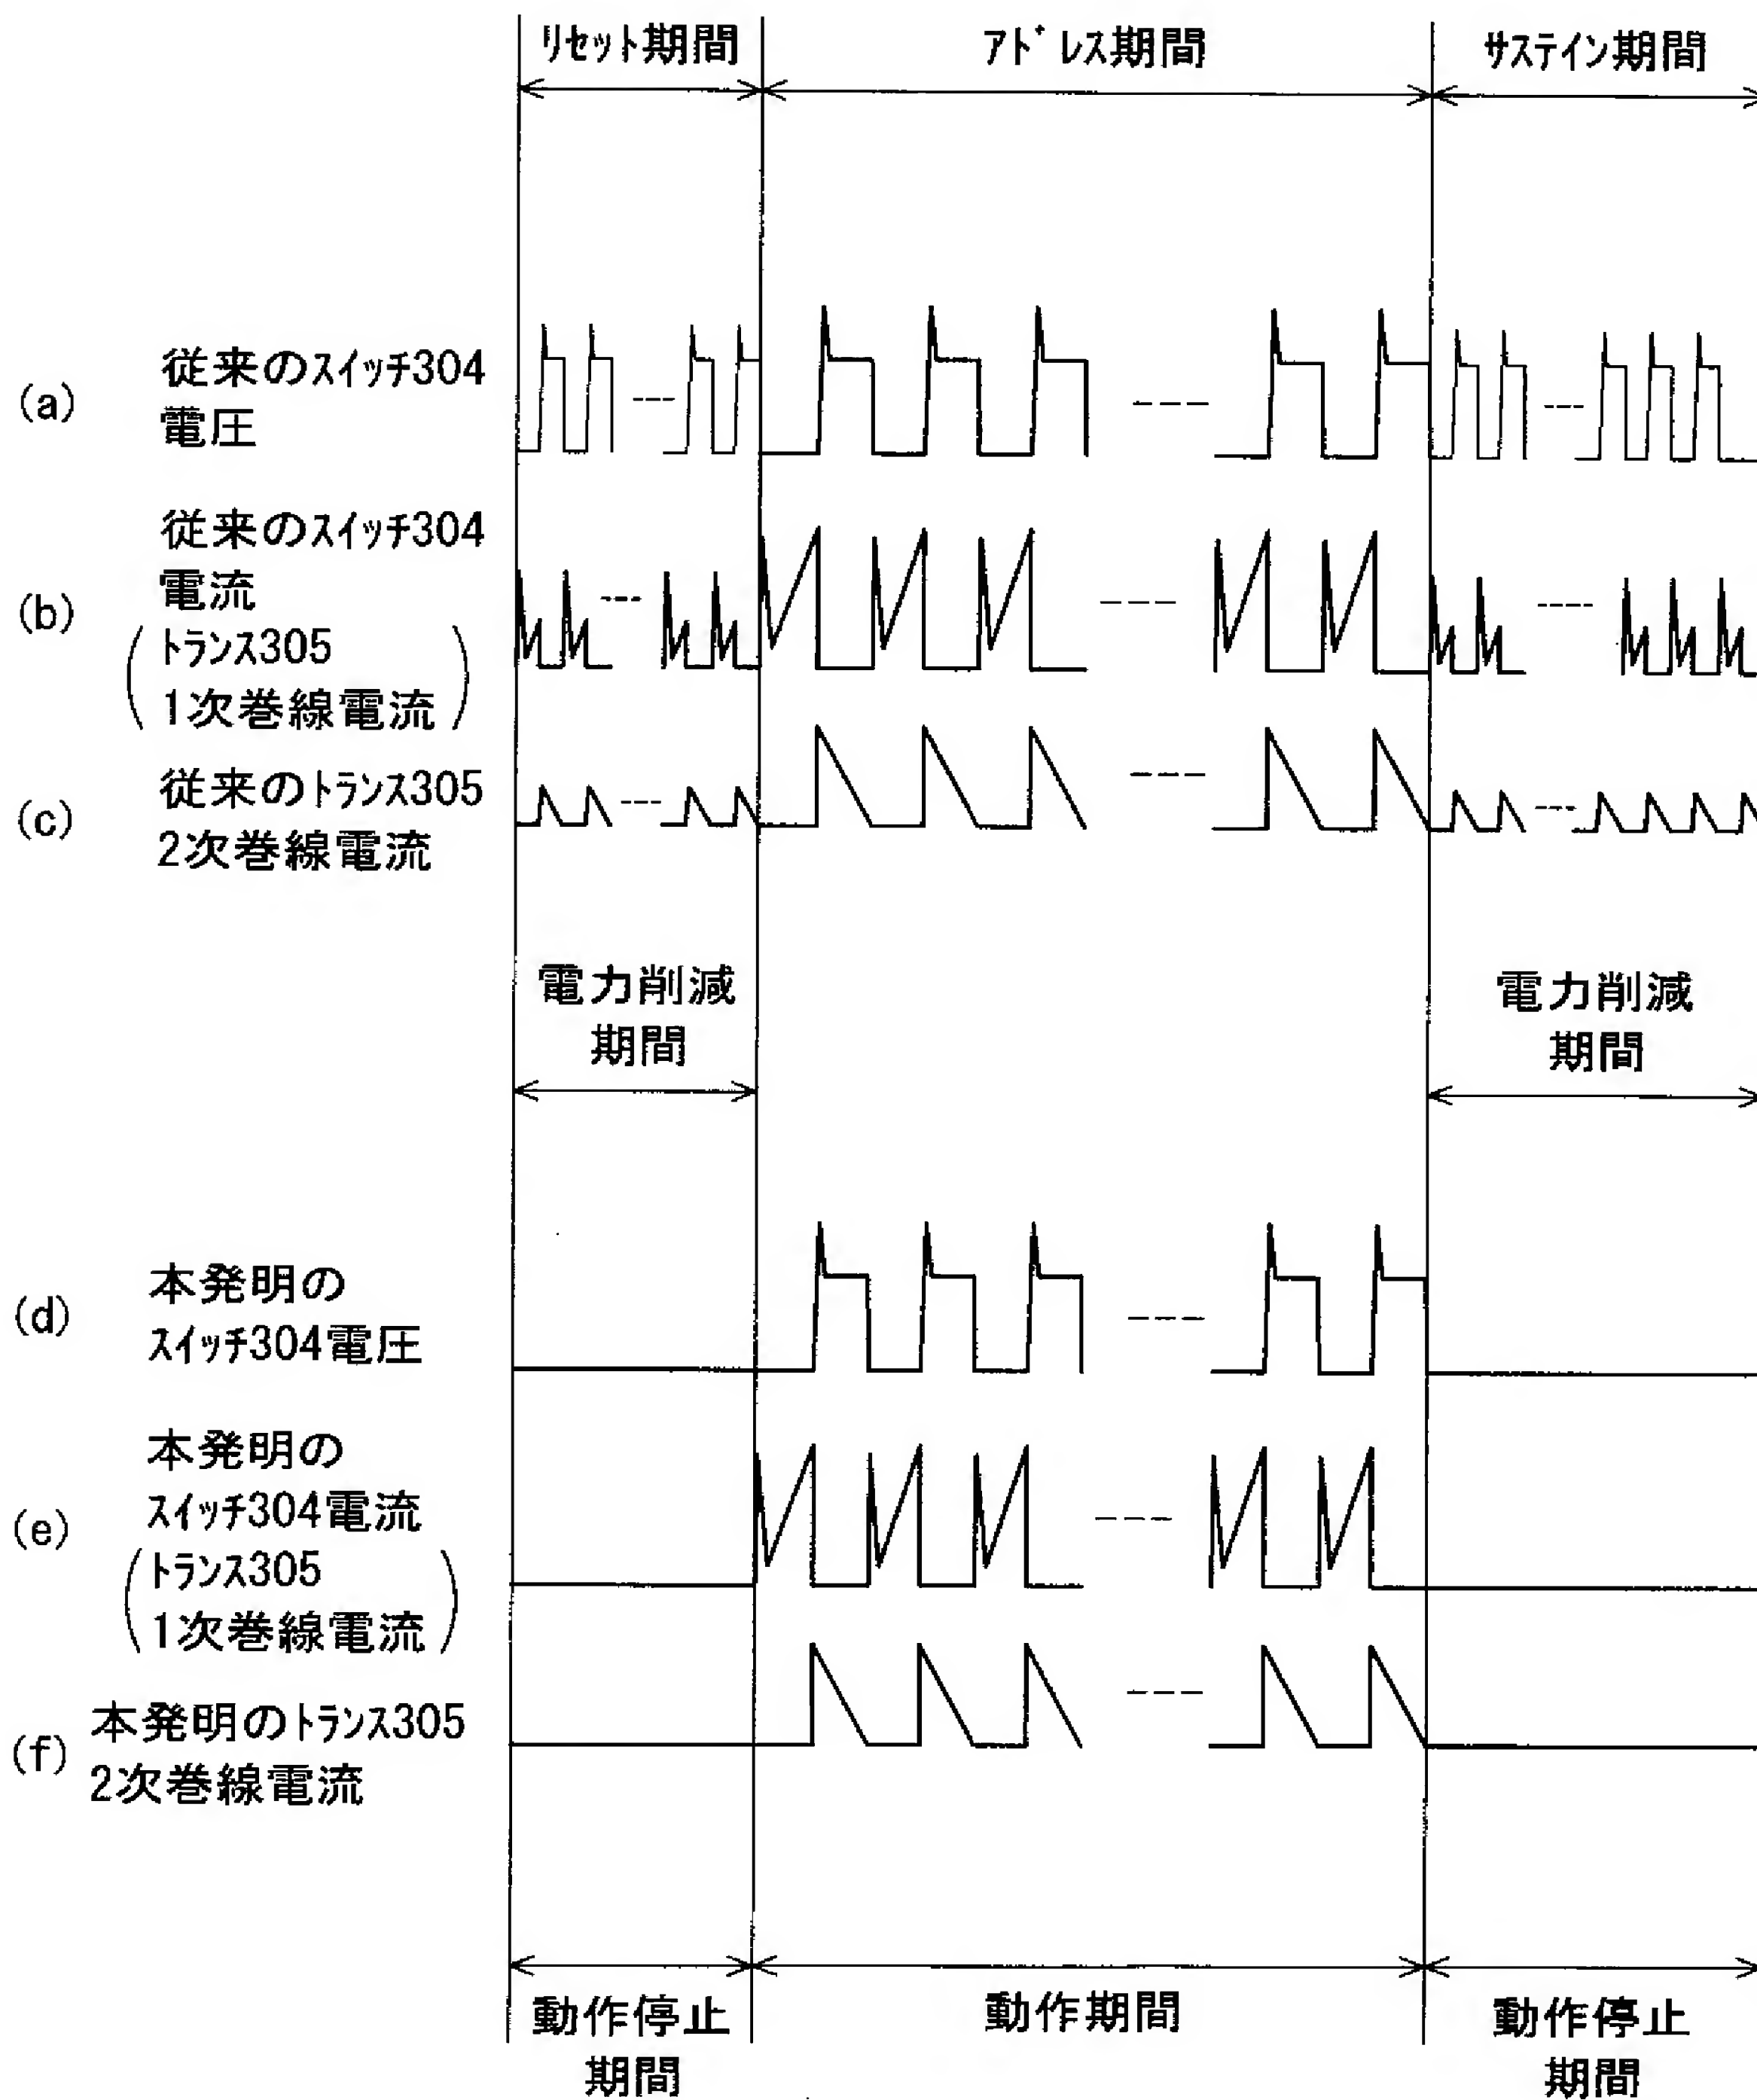 リセット期間
アドレス期間
サステイン期間
(a)
従来のスイッチ304
電圧
(b)
従来のスイッチ304
電流
トランス305
1次巻線電流
(c)
従来のトランス305
2次巻線電流
電力削減
期間
電力削減
期間
(d)
本発明の
スイッチ304電圧
(e)
本発明の
スイッチ304電流
トランス305
1次巻線電流
(f)
本発明のトランス305
2次巻線電流
動作停止
期間
動作期間
動作停止
期間